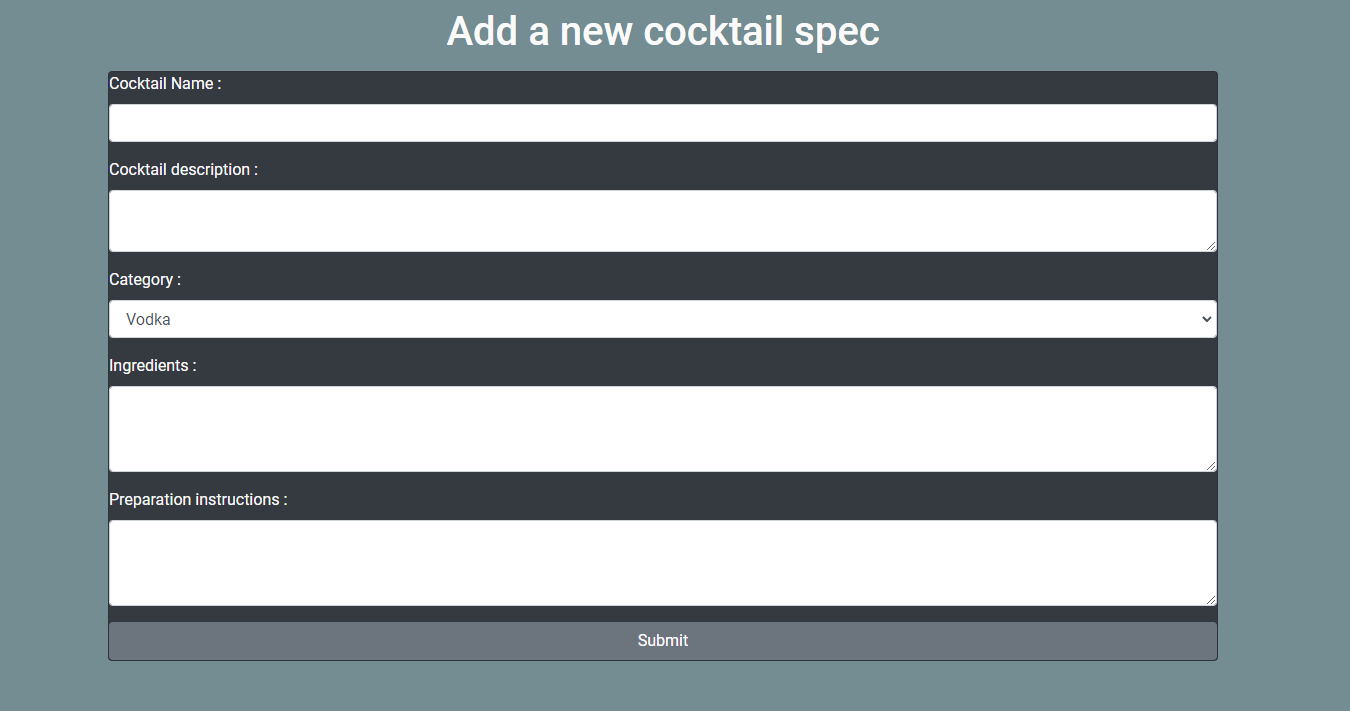 Add a new cocktail spec
Cocktail Name :
Cocktail description :
Category :
Vodka
Ingredients :
Preparation instructions :
Submit